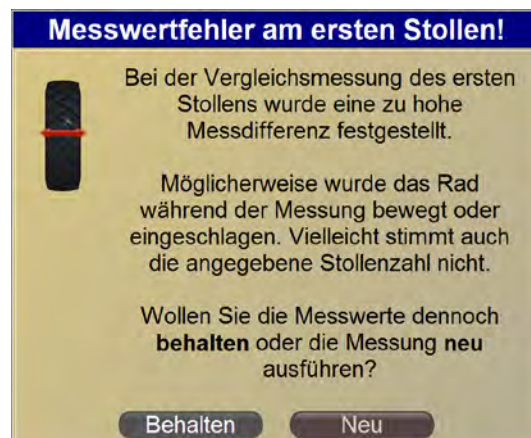 Messwertfehler am ersten Stollen!
Bei der Vergleichsmessung des ersten
Stollens wurde eine zu hohe
Messdifferenz festgestellt.
Möglicherweise wurde das Rad
während der Messung bewegt oder
eingeschlagen. Vielleicht stimmt auch
die angegebene Stollenzahl nicht.
Wollen Sie die Messwerte dennoch
behalten oder die Messung neu
ausführen?
Behalten
Neu